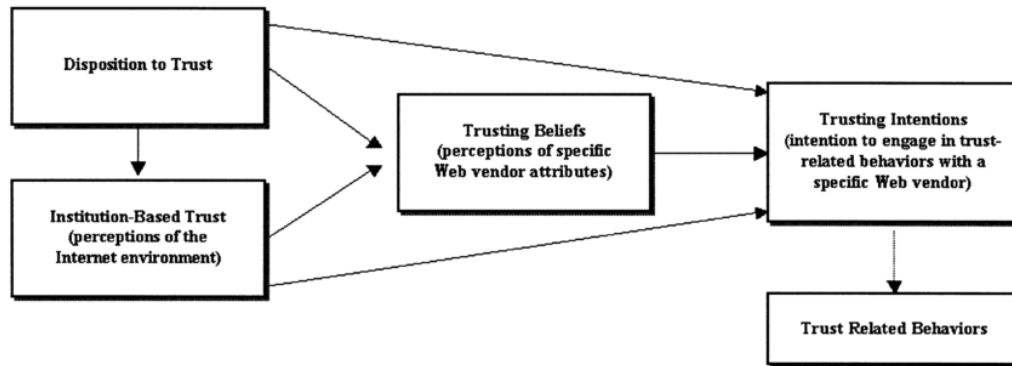 Disposition to Trust
Institution-Based Trust
(perceptions of the
Internet environment)
Trusting Beliefs
(perceptions of specific
Web vendor attributes)
Trusting Intentions
(intention to engage in trust-
related behaviors with a
specific Web vendor)
Trust Related Behaviors